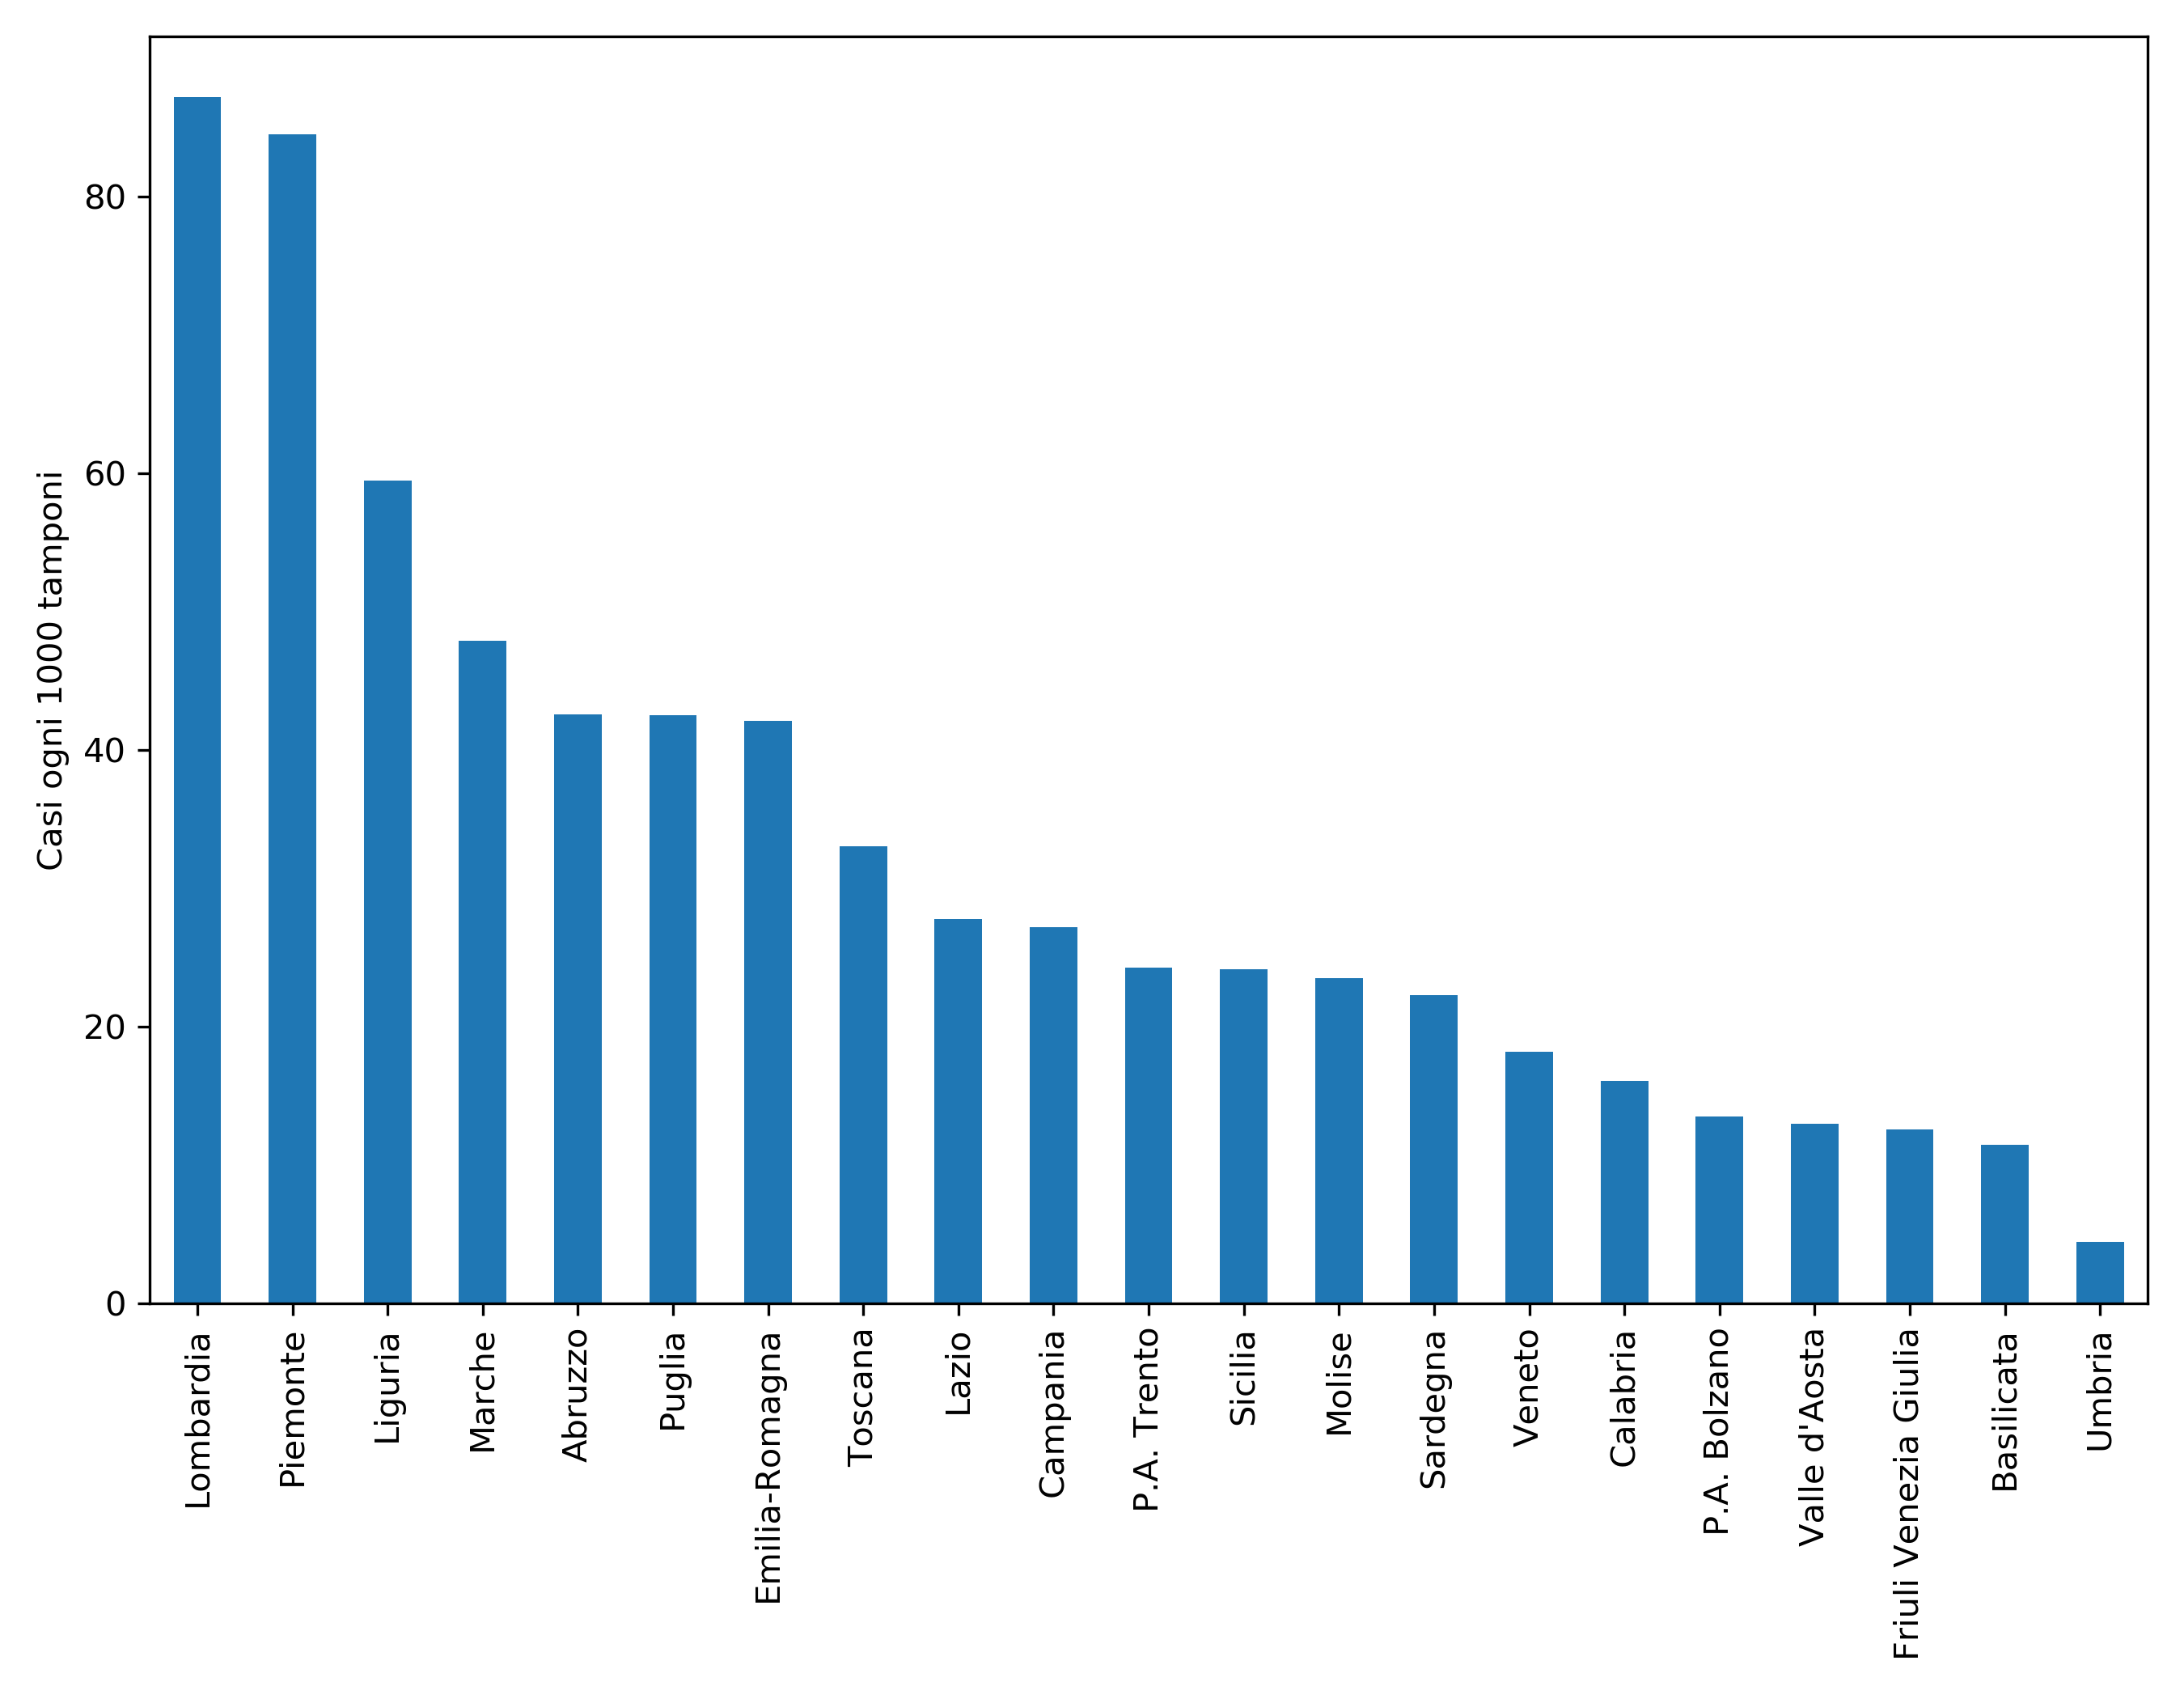 Casi ogni 1000 tamponi
80
60
40
20
0
Lombardia
Piemonte
Liguria
Marche
Abruzzo
Puglia
Emilia-Romagna
Toscana
Lazio
Campania
P.A. Trento
Sicilia
Molise
Sardegna
Veneto
Calabria
P.A. Bolzano
Valle d'Aosta
Friuli Venezia Giulia
Basilicata
Umbria